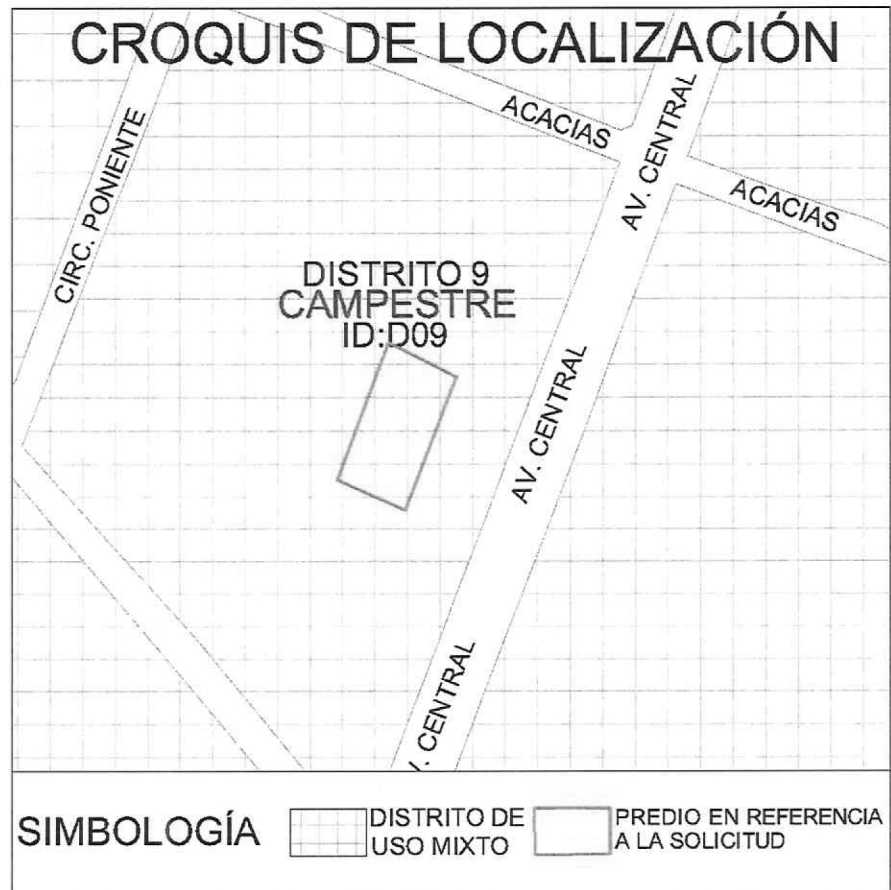 CROQUIS DE LOCALIZACIÓN
ACACIAS
AV. CENTRAL
ACACIAS
CIRC. PONIENTE
DISTRITO 9
CAMPESTRE
ID:D09
AV. CENTRAL
V. CENTRAL
SIMBOLOGÍA
DISTRITO DE
USO MIXTO
PREDIO EN REFERENCIA
A LA SOLICITUD